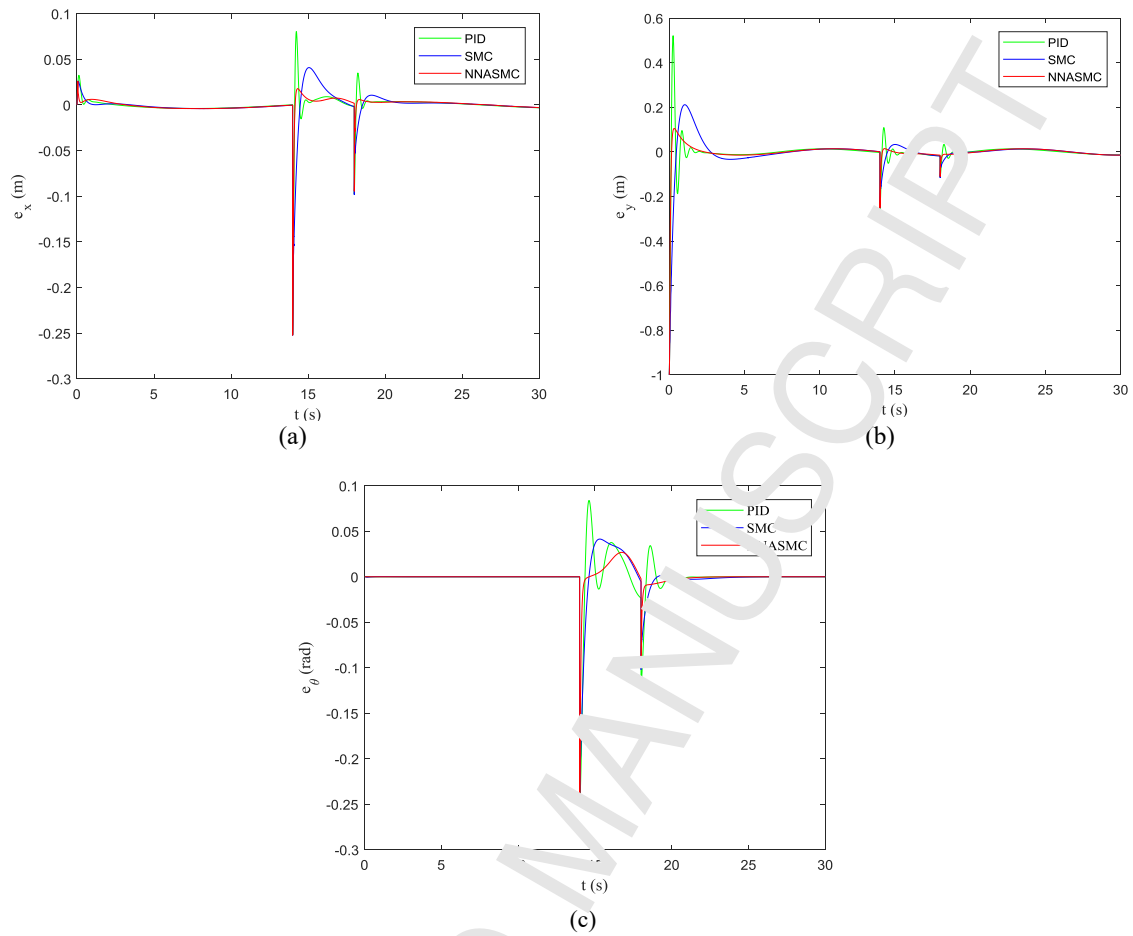 0.1
0.05
0
-0.05
-0.1
-0.15
-0.2
-0.25
-0.3
e_x (m)
0 5 10 15 20 25 30
t (s)
PID
SMC
NNASMC
(a)
0.6
0.4
0.2
0
-0.2
-0.4
-0.6
-0.8
-1
e_y (m)
0 5 10 15 20 25 30
t (s)
PID
SMC
NNASMC
(b)
0.1
0.05
0
-0.05
-0.1
-0.15
-0.2
-0.25
-0.3
e_θ (rad)
0 5 10 20 25 30
t (s)
PID
SMC
(c)
MANUSCRIPT